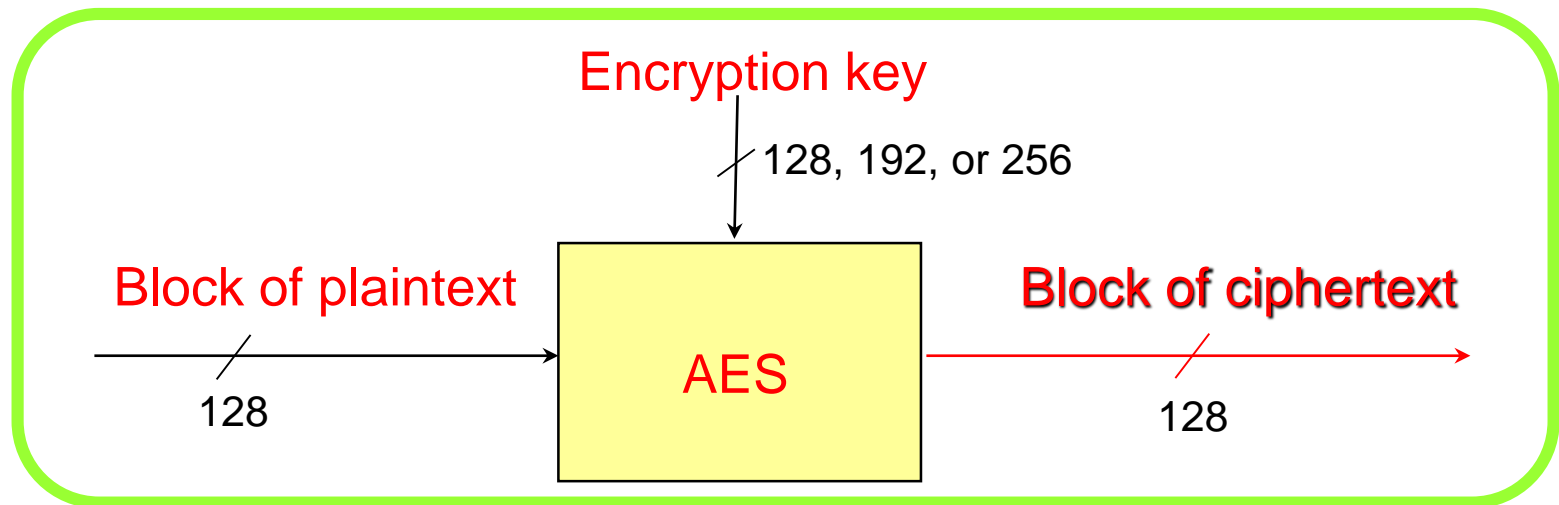 Encryption key
128, 192, or 256
Block of plaintext
Block of ciphertext
AES
128
128